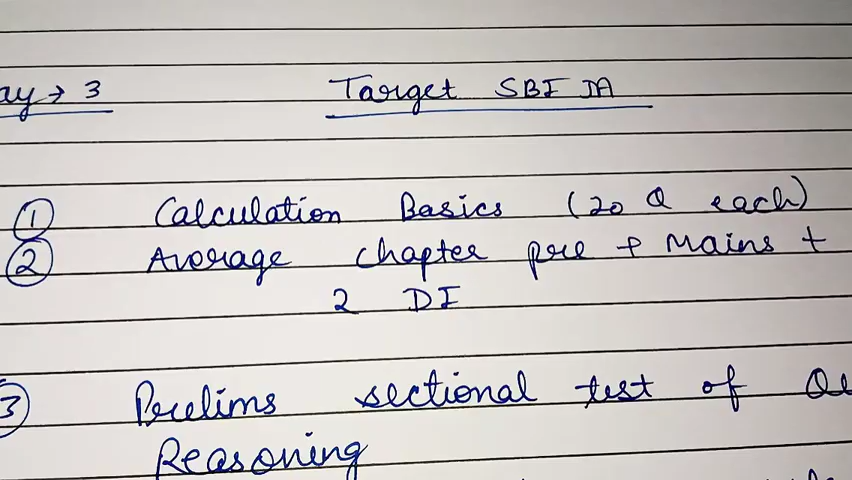 ay → 3 Target SBI JA
① Calculation Basics (20 Q each)
② Average chapter pre + Mains +
2 DI
3 Prelims sectional test of
Reasoning